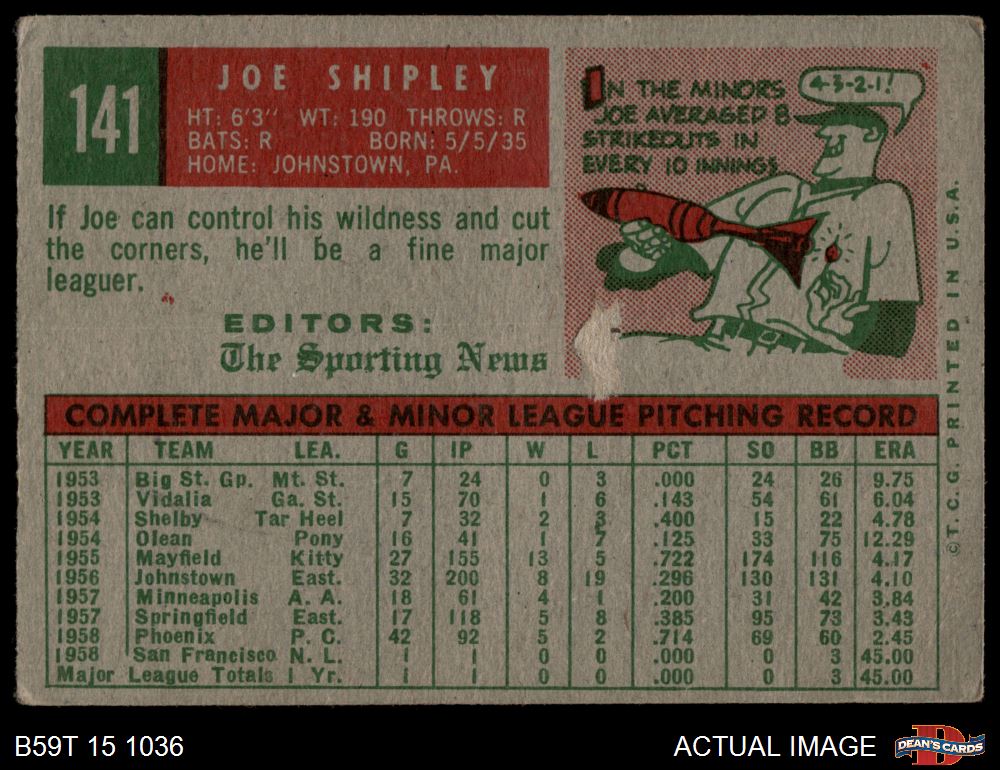 141
JOE SHIPLEY
HT: 6'3" WT: 190 THROWS: R
BATS: R BORN: 5/5/35
HOME: JOHNSTOWN, PA.
If Joe can control his wildness and cut
the corners, he'll be a fine major
leaguer.
EDITORS:
The Sporting News
IN THE MINORS
JOE AVERAGED 8
STRIKEOUTS IN
EVERY 10 INNINGS
4-3-2-1!
COMPLETE MAJOR & MINOR LEAGUE PITCHING RECORD
YEAR TEAM LEA. G IP W L PCT SO BB ERA
1953 Big St. Gp. Mt. St. 7 24 0 3 .000 24 26 9.75
1953 Vidalia Ga. St. 15 70 1 6 .143 54 61 6.04
1954 Shelby Tar Heel 7 32 2 3 .400 15 22 4.78
1954 Olean Pony 16 41 1 7 .125 33 75 12.29
1955 Mayfield Kitty 27 155 13 5 .722 174 116 4.17
1956 Johnstown East. 32 200 8 19 .296 130 131 4.10
1957 Minneapolis A. A. 18 61 4 1 .200 31 42 3.84
1957 Springfield East. 17 118 5 8 .385 95 73 3.43
1958 Phoenix P. C. 42 92 5 2 .714 69 60 2.45
1958 San Francisco N. L. 1 1 0 0 .000 0 3 45.00
Major League Totals 1 Yr. 1 1 0 0 .000 0 3 45.00
©T.C.G. PRINTED IN U.S.A.
B59T 15 1036
ACTUAL IMAGE
DEAN'S CARDS